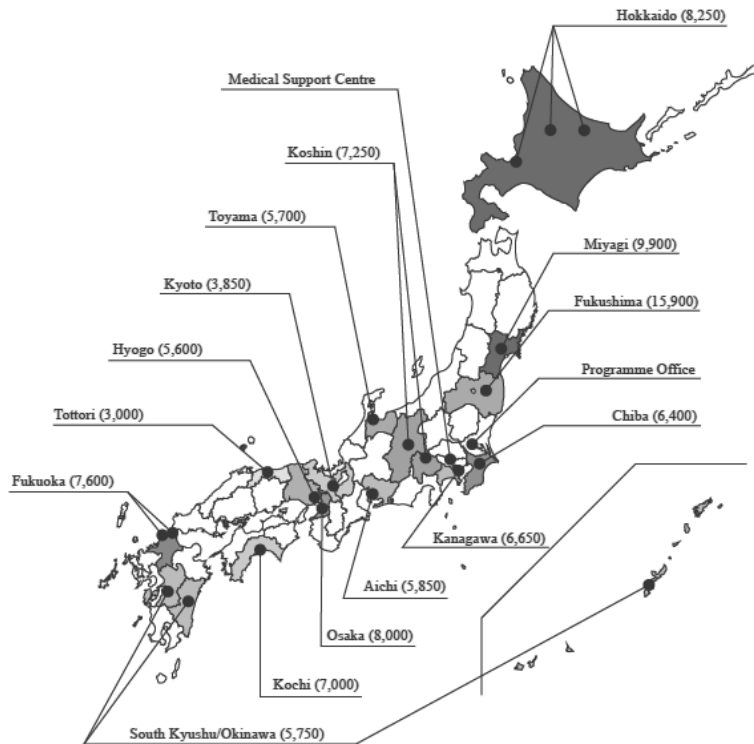 Hokkaido (8,250)
Medical Support Centre
Koshin (7,250)
Toyama (5,700)
Miyagi (9,900)
Kyoto (3,850)
Fukushima (15,900)
Hyogo (5,600)
Programme Office
Tottori (3,000)
Chiba (6,400)
Fukuoka (7,600)
Kanagawa (6,650)
Aichi (5,850)
Osaka (8,000)
Kochi (7,000)
South Kyushu/Okinawa (5,750)